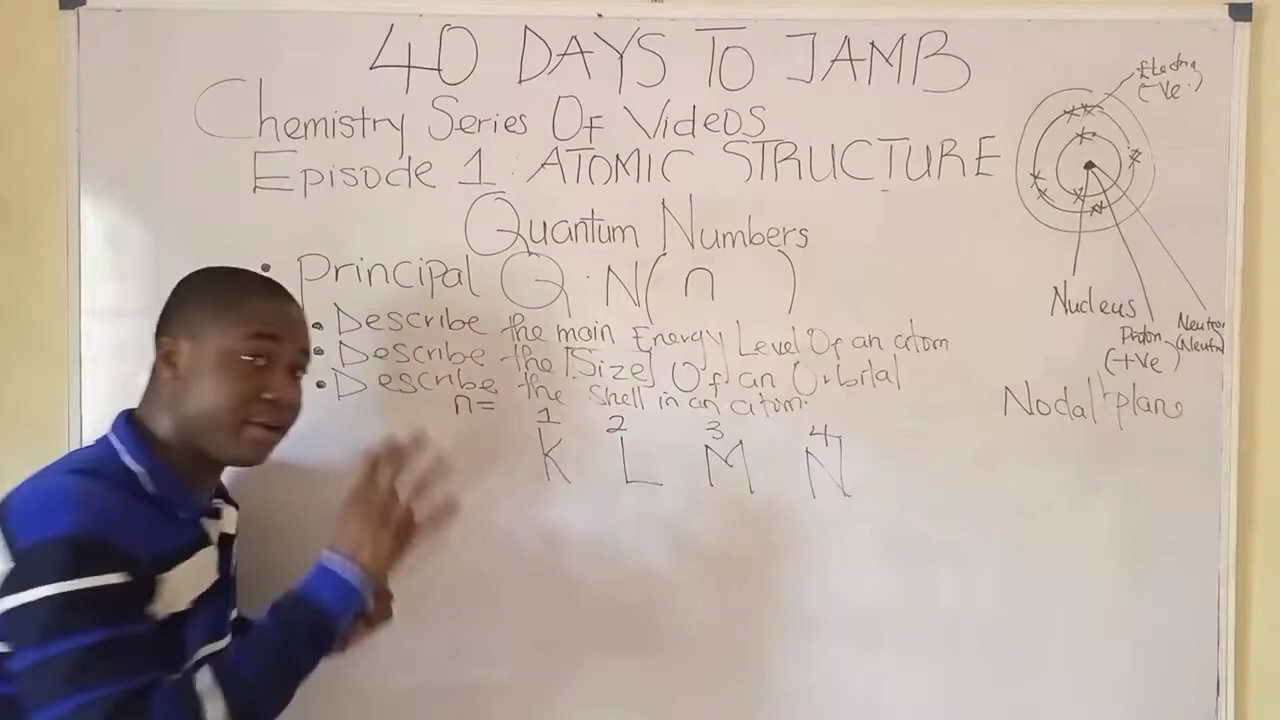 40 DAYS TO JAMB
Chemistry Series Of Videos
Episode 1: ATOMIC STRUCTURE
Quantum Numbers
• Principal Q.N(n )
• Describe the main Energy Level Of an atom
• Describe the [Size] Of an Orbital
• Describe the Shell in an atom.
n= 1 2 3 4
K L M N
(-Ve)
Nucleus
Proton
(+ve)
Neutron
Nodal plane